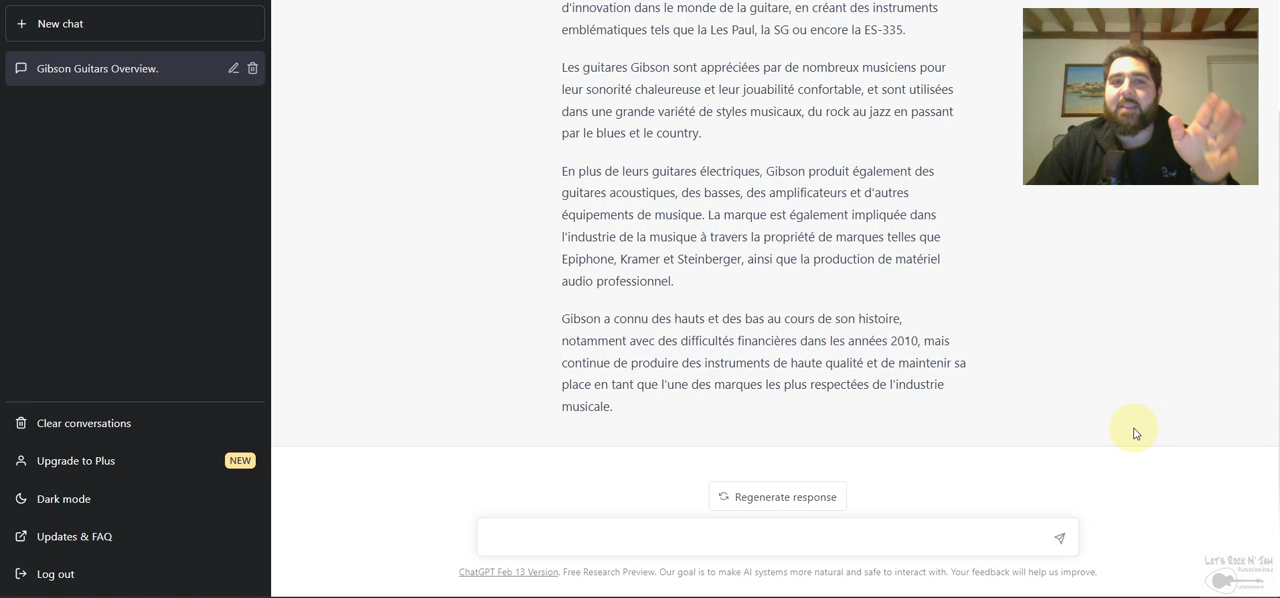 New chat
Gibson Guitars Overview.
d'innovation dans le monde de la guitare, en créant des instruments
emblématiques tels que la Les Paul, la SG ou encore la ES-335.
Les guitares Gibson sont appréciées par de nombreux musiciens pour
leur sonorité chaleureuse et leur jouabilité confortable, et sont utilisées
dans une grande variété de styles musicaux, du rock au jazz en passant
par le blues et le country.
En plus de leurs guitares électriques, Gibson produit également des
guitares acoustiques, des basses, des amplificateurs et d'autres
équipements de musique. La marque est également impliquée dans
l'industrie de la musique à travers la propriété de marques telles que
Epiphone, Kramer et Steinberger, ainsi que la production de matériel
audio professionnel.
Gibson a connu des hauts et des bas au cours de son histoire,
notamment avec des difficultés financières dans les années 2010, mais
continue de produire des instruments de haute qualité et de maintenir sa
place en tant que l'une des marques les plus respectées de l'industrie
musicale.
Clear conversations
Upgrade to Plus NEW
Dark mode
Updates & FAQ
Log out
Regenerate response
ChatGPT Feb 13 Version. Free Research Preview. Our goal is to make AI systems more natural and safe to interact with. Your feedback will help us improve.
Let's Rock N' Jam